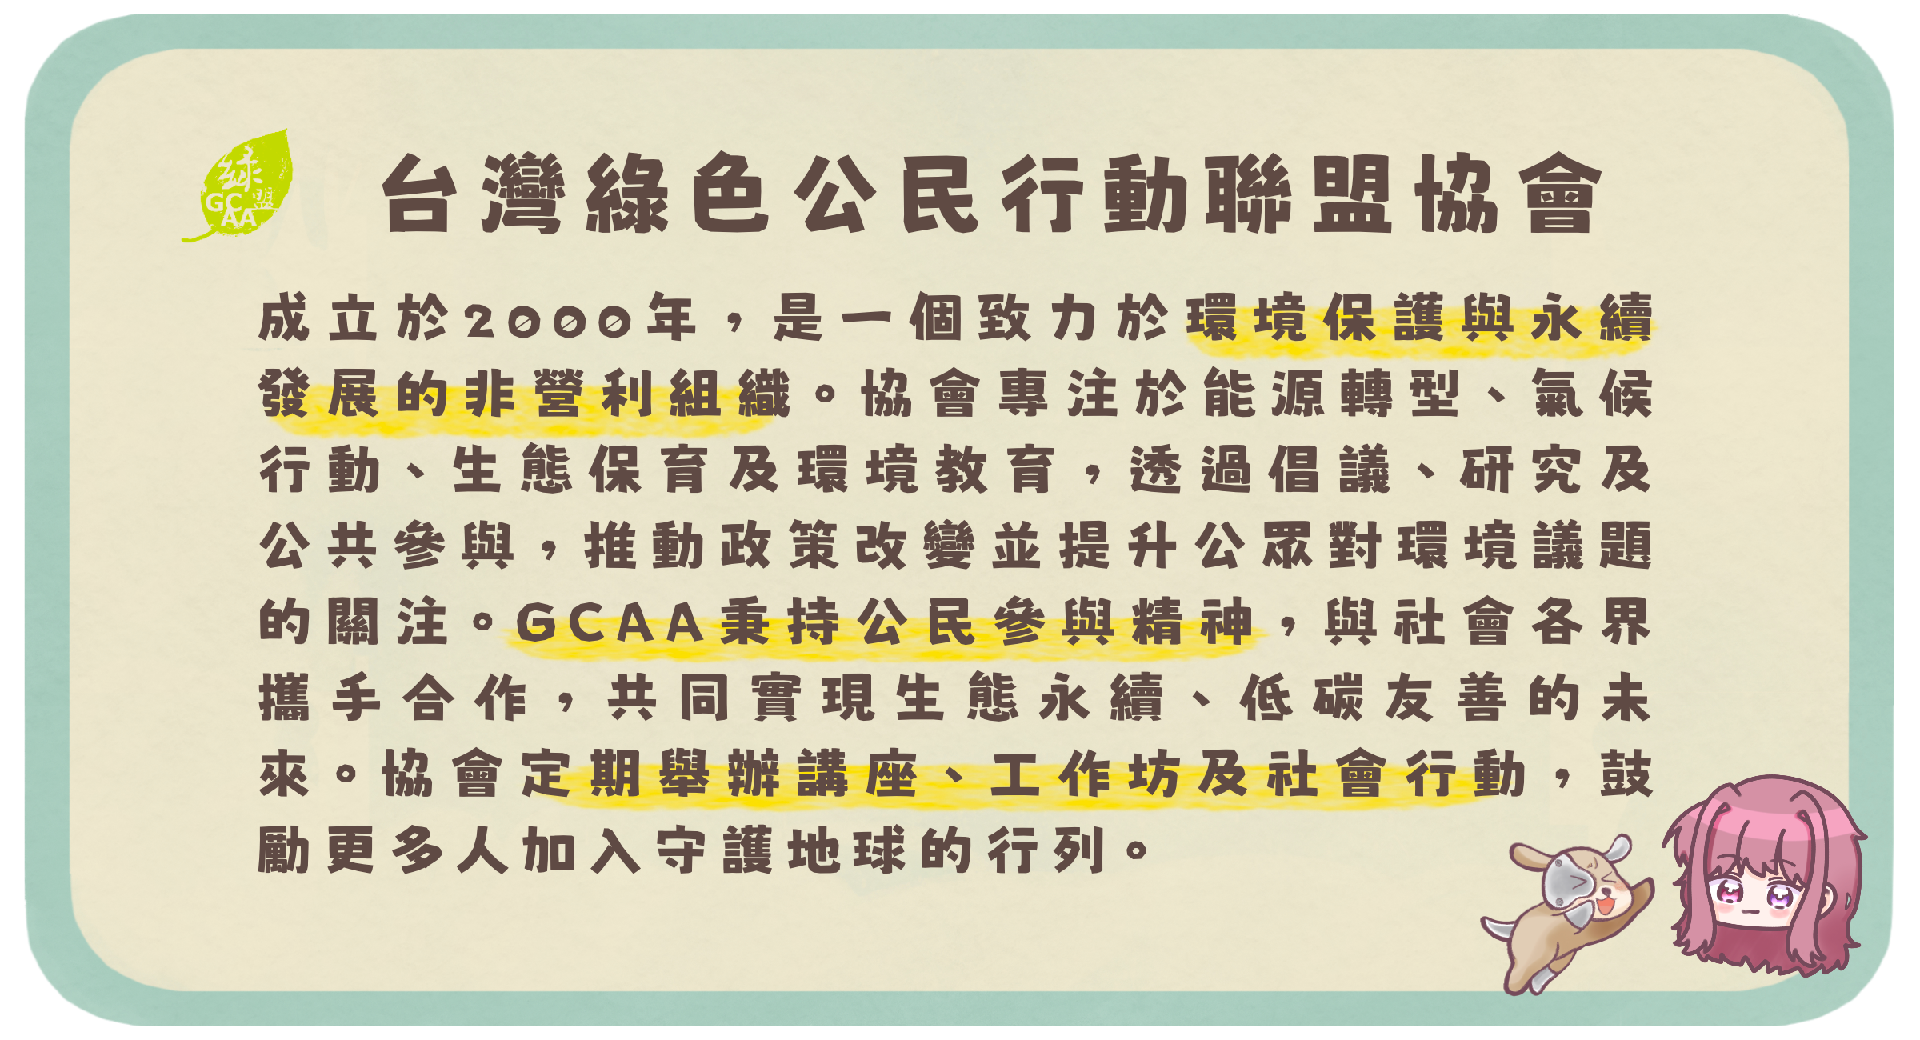 綠盟
GCAA
台灣綠色公民行動聯盟協會
成立於2000年，是一個致力於環境保護與永續
發展的非營利組織。協會專注於能源轉型、氣候
行動、生態保育及環境教育，透過倡議、研究及
公共參與，推動政策改變並提升公眾對環境議題
的關注。GCAA秉持公民參與精神，與社會各界
攜手合作，共同實現生態永續、低碳友善的未
來。協會定期舉辦講座、工作坊及社會行動，鼓
勵更多人加入守護地球的行列。